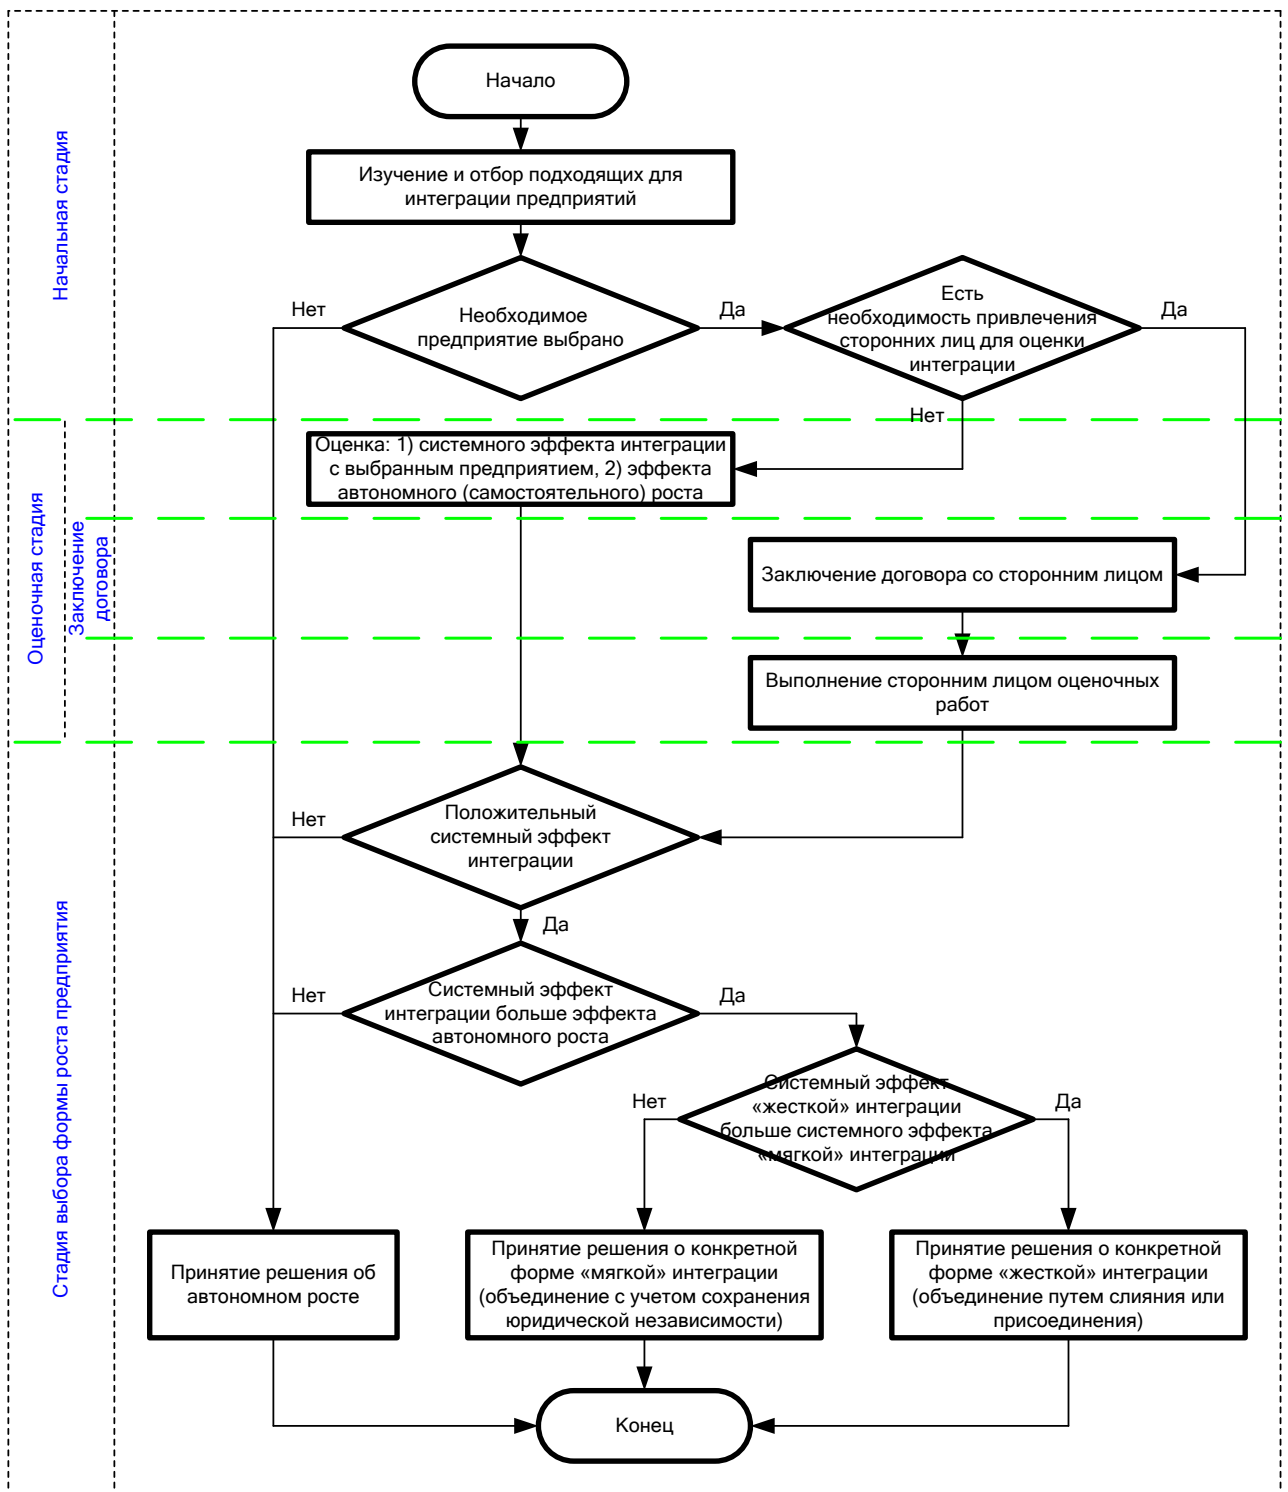 Начало
Начальная стадия
Изучение и отбор подходящих для
интеграции предприятий
Нет
Необходимое
предприятие выбрано
Да
Есть
необходимость привлечения
сторонних лиц для оценки
интеграции
Да
Нет
Оценочная стадия
Заключение
договора
Оценка: 1) системного эффекта интеграции
с выбранным предприятием, 2) эффекта
автономного (самостоятельного) роста
Заключение договора со сторонним лицом
Выполнение сторонним лицом оценочных
работ
Стадия выбора формы роста предприятия
Нет
Положительный
системный эффект
интеграции
Да
Нет
Системный эффект
интеграции больше эффекта
автономного роста
Да
Нет
Системный эффект
«жесткой» интеграции
больше системного эффекта
«мягкой» интеграции
Да
Принятие решения об
автономном росте
Принятие решения о конкретной
форме «мягкой» интеграции
(объединение с учетом сохранения
юридической независимости)
Принятие решения о конкретной
форме «жесткой» интеграции
(объединение путем слияния или
присоединения)
Конец